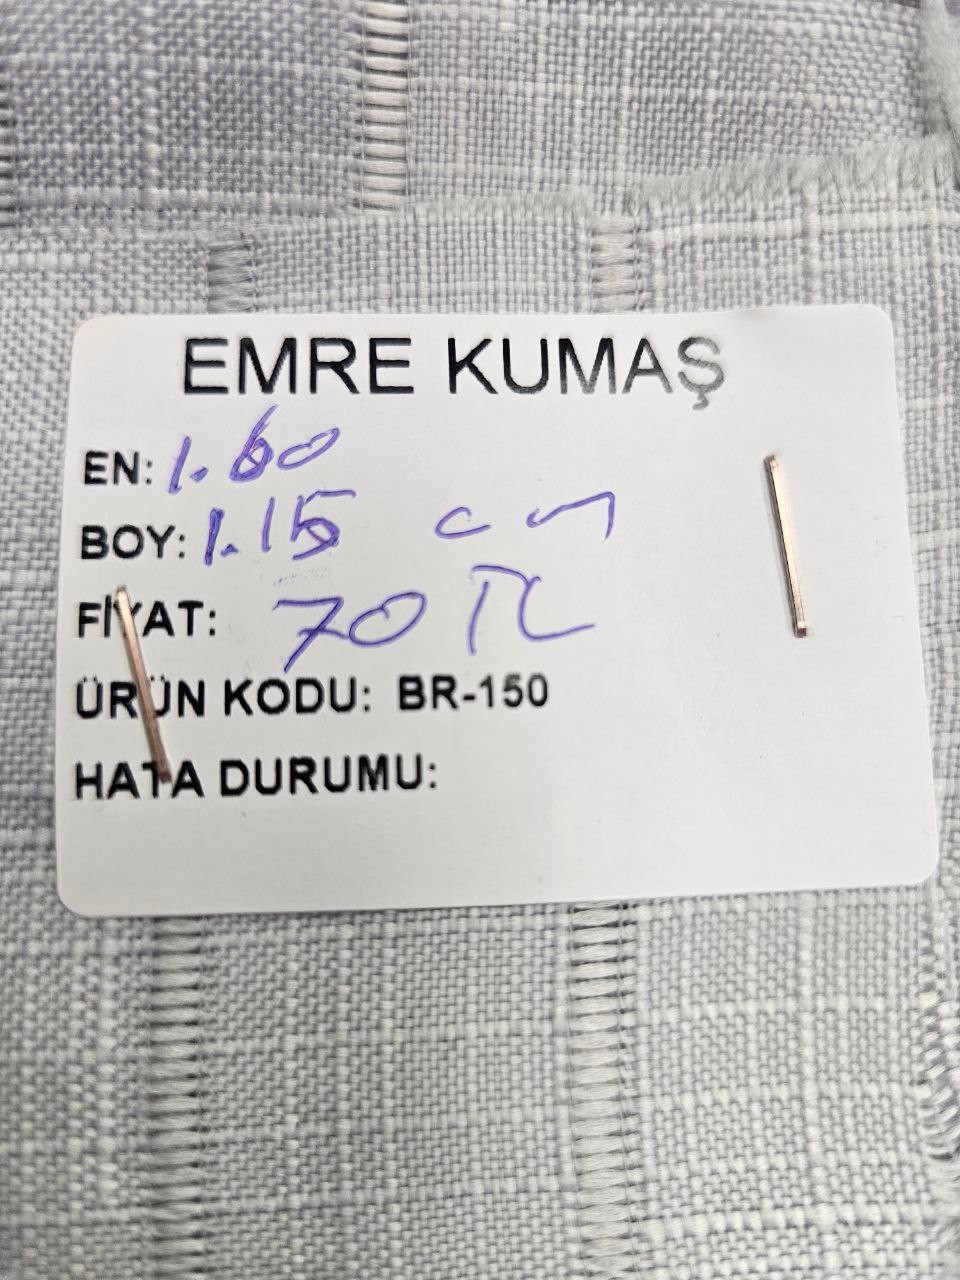 EMRE KUMAŞ
EN: 1.60
BOY: 1.15 cm
FİYAT: 70 TL
ÜRÜN KODU: BR-150
HATA DURUMU: